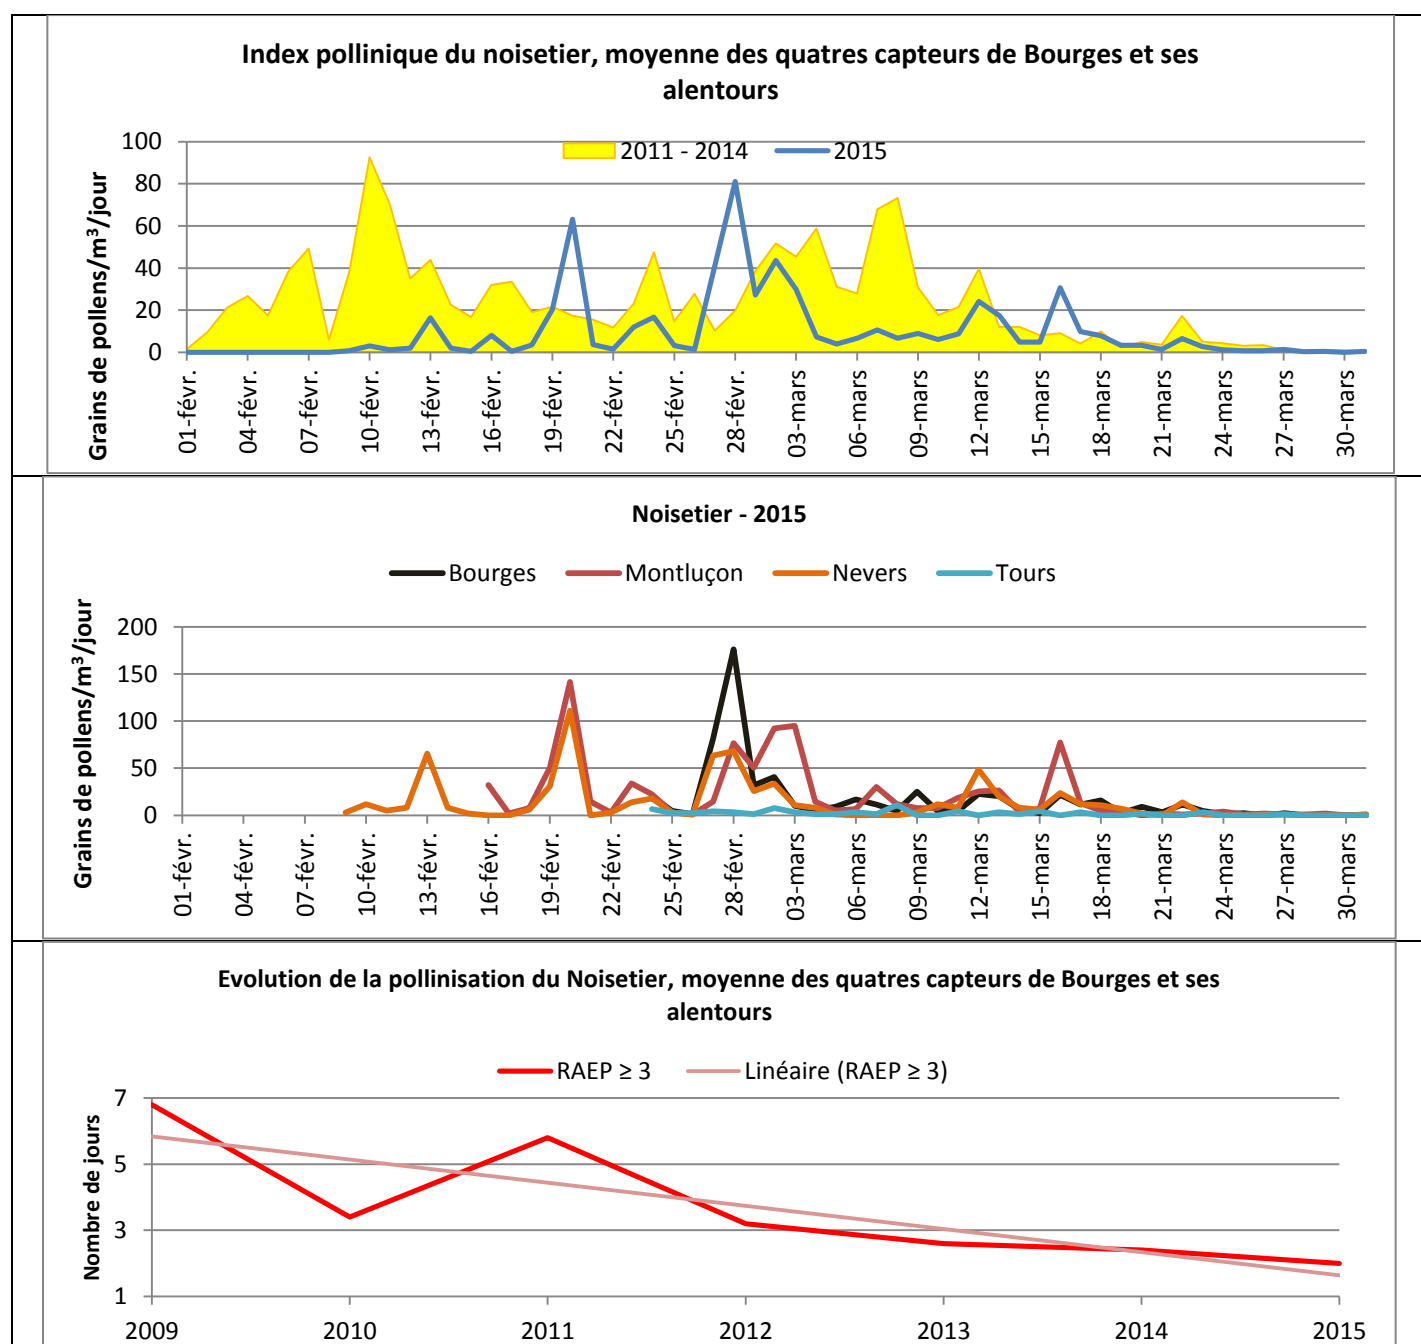 Index pollinique du noisetier, moyenne des quatres capteurs de Bourges et ses
alentours
Grains de pollens/m³/jour
100
80
60
40
20
0
2011 - 2014
2015
01-févr.
04-févr.
07-févr.
10-févr.
13-févr.
16-févr.
19-févr.
22-févr.
25-févr.
28-févr.
03-mars
06-mars
09-mars
12-mars
15-mars
18-mars
21-mars
24-mars
27-mars
30-mars
Noisetier - 2015
Bourges
Montluçon
Nevers
Tours
Grains de pollens/m³/jour
200
150
100
50
0
01-févr.
04-févr.
07-févr.
10-févr.
13-févr.
16-févr.
19-févr.
22-févr.
25-févr.
28-févr.
03-mars
06-mars
09-mars
12-mars
15-mars
18-mars
21-mars
24-mars
27-mars
30-mars
Evolution de la pollinisation du Noisetier, moyenne des quatres capteurs de Bourges et ses
alentours
RAEP ≥ 3
Linéaire (RAEP ≥ 3)
Nombre de jours
7
5
3
1
2009
2010
2011
2012
2013
2014
2015